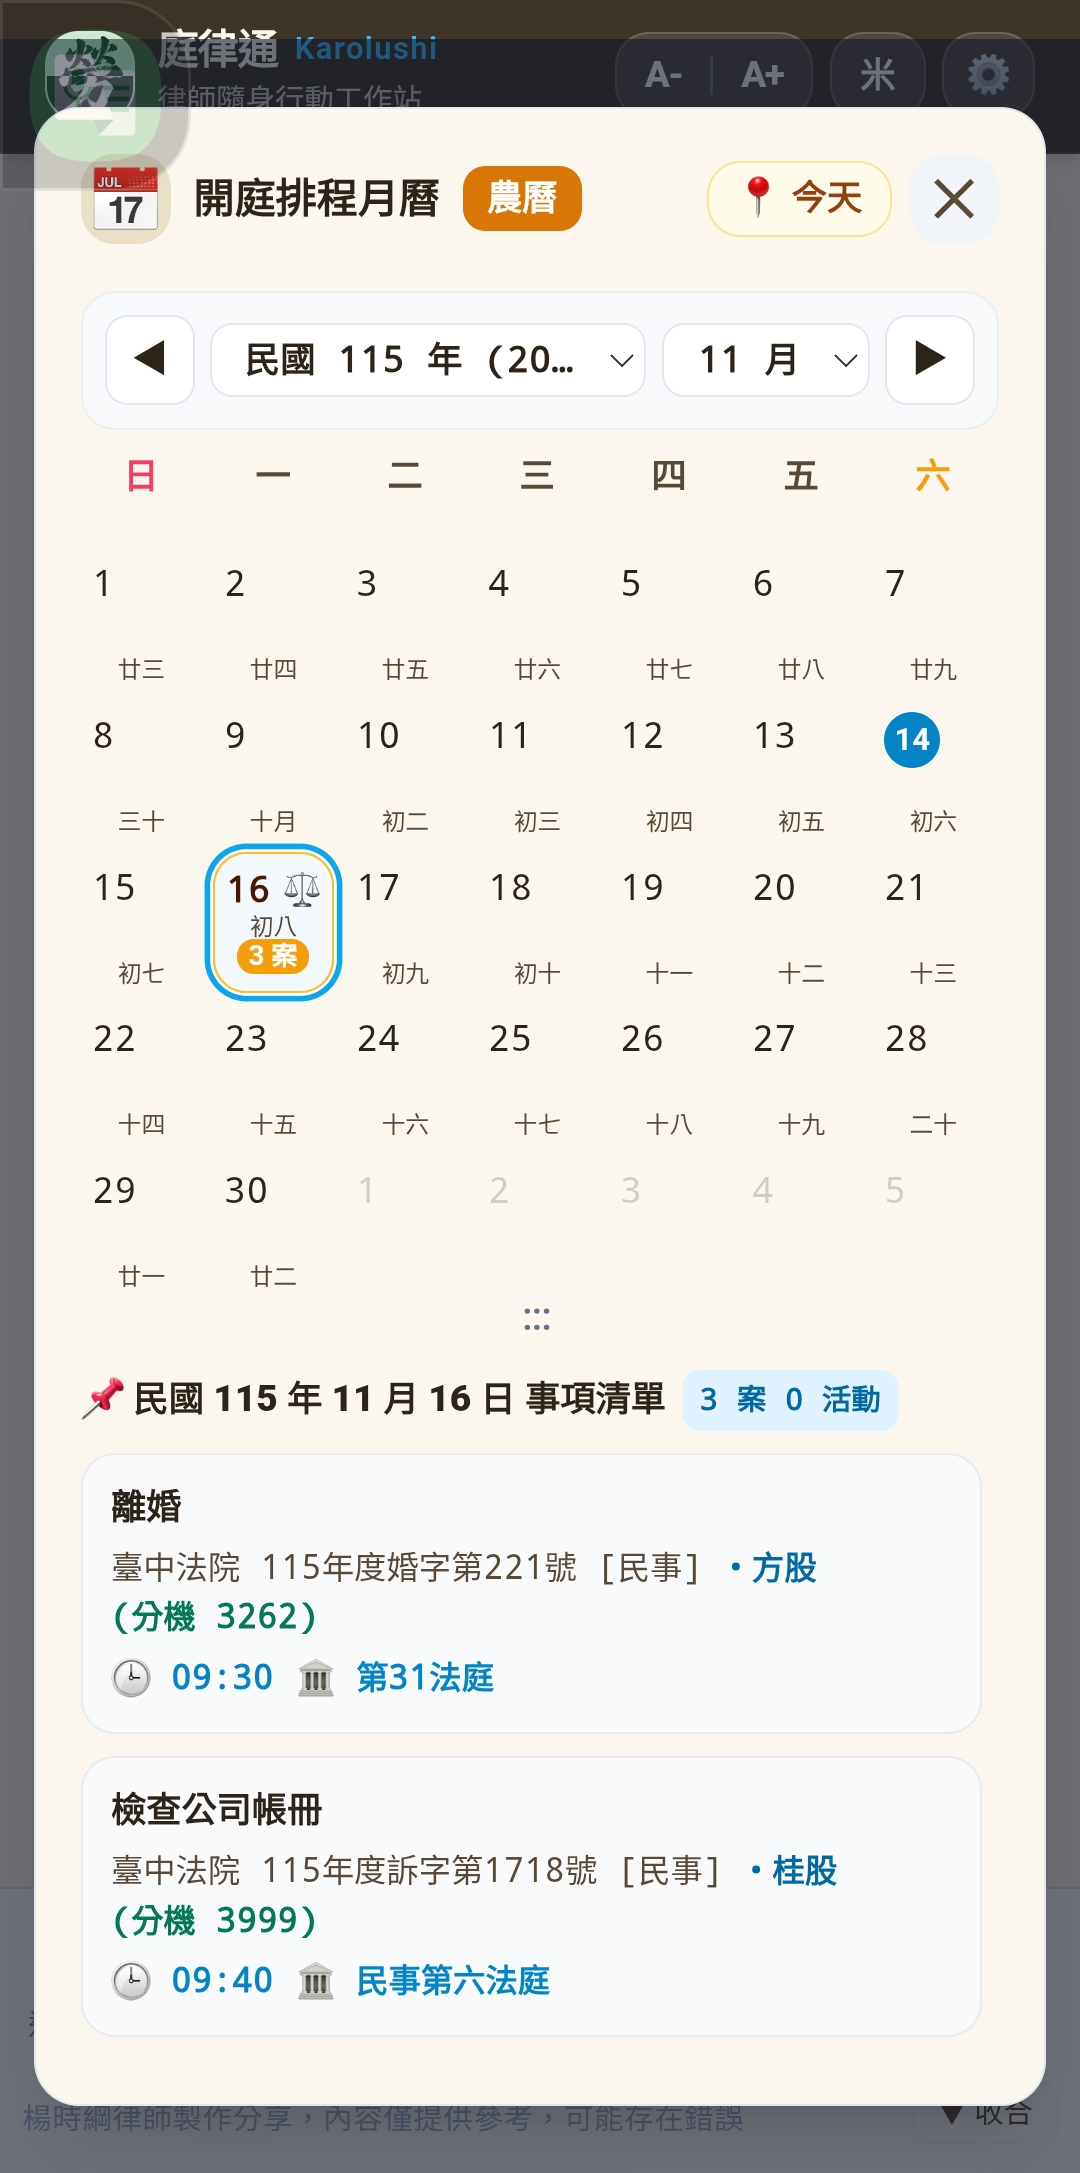 勞
庭律通 Karolushi
律師隨身行動工作站
A- A+ 米
JUL 17 開庭排程月曆 農曆 今天
民國 115 年 (20... 11 月
日 一 二 三 四 五 六
1 2 3 4 5 6 7
廿三 廿四 廿五 廿六 廿七 廿八 廿九
8 9 10 11 12 13 14
三十 十月 初二 初三 初四 初五 初六
15 16 17 18 19 20 21
初七 初八 初九 初十 十一 十二 十三
3 案
22 23 24 25 26 27 28
十四 十五 十六 十七 十八 十九 二十
29 30 1 2 3 4 5
廿一 廿二
民國 115 年 11 月 16 日 事項清單 3 案 0 活動
離婚
臺中法院 115年度婚字第221號 [民事] ・方股
(分機 3262)
09:30 第31法庭
檢查公司帳冊
臺中法院 115年度訴字第1718號 [民事] ・桂股
(分機 3999)
09:40 民事第六法庭
楊時綱律師製作分享，內容僅提供參考，可能存在錯誤 ▼ 收合